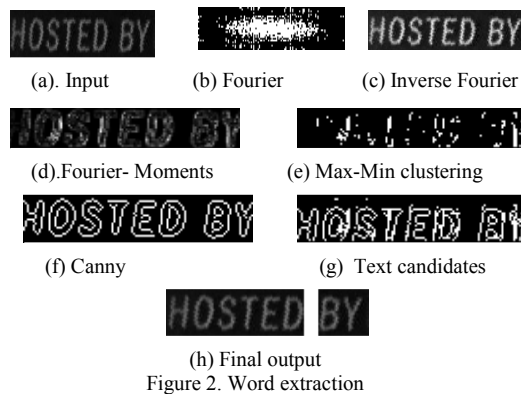 HOSTED BY HOSTED BY
(a). Input (b) Fourier (c) Inverse Fourier
HOSTED BY
(d).Fourier- Moments (e) Max-Min clustering
HOSTED BY HOSTED BY
(f) Canny (g) Text candidates
HOSTED BY
(h) Final output
Figure 2. Word extraction